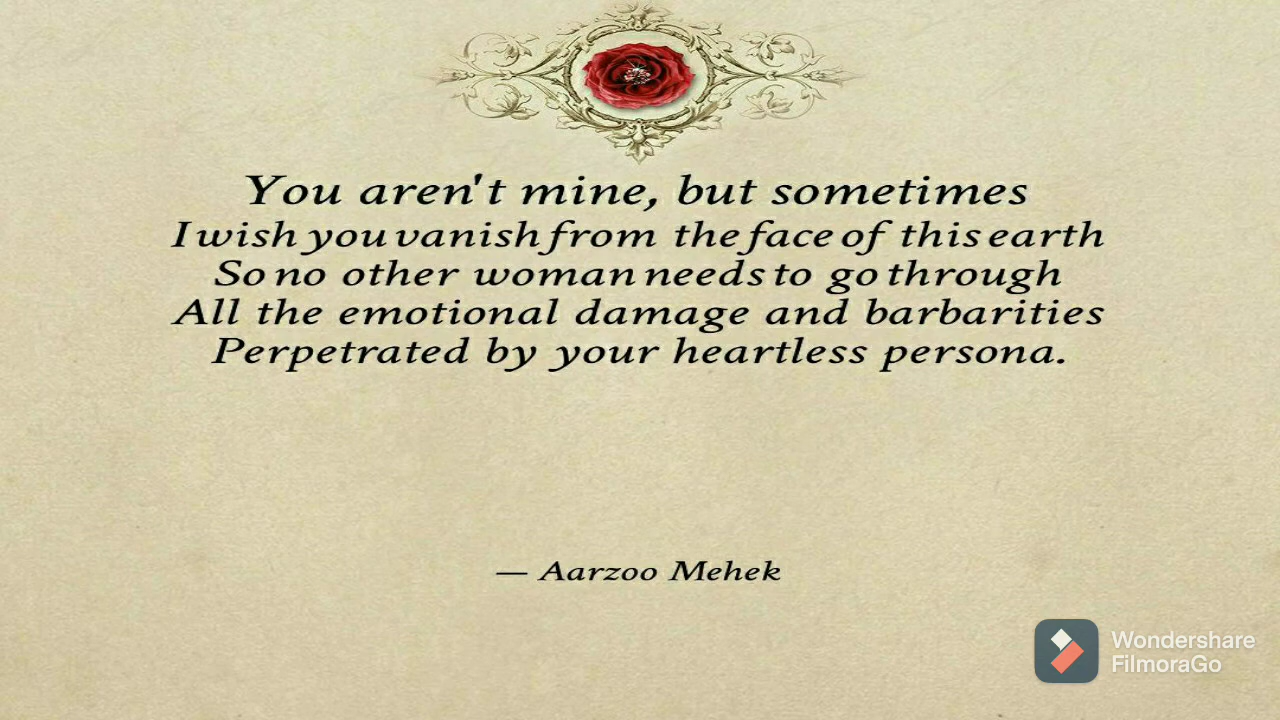 You aren't mine, but sometimes
I wish you vanish from the face of this earth
So no other woman needs to go through
All the emotional damage and barbarities
Perpetrated by your heartless persona.
— Aarzoo Mehek
Wondershare
FilmoraGo